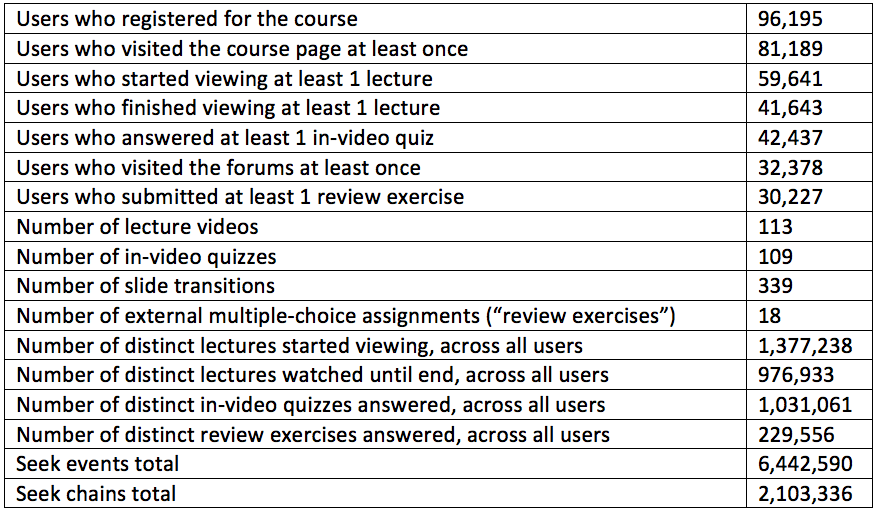 Users who registered for the course 96,195
Users who visited the course page at least once 81,189
Users who started viewing at least 1 lecture 59,641
Users who finished viewing at least 1 lecture 41,643
Users who answered at least 1 in-video quiz 42,437
Users who visited the forums at least once 32,378
Users who submitted at least 1 review exercise 30,227
Number of lecture videos 113
Number of in-video quizzes 109
Number of slide transitions 339
Number of external multiple-choice assignments (“review exercises”) 18
Number of distinct lectures started viewing, across all users 1,377,238
Number of distinct lectures watched until end, across all users 976,933
Number of distinct in-video quizzes answered, across all users 1,031,061
Number of distinct review exercises answered, across all users 229,556
Seek events total 6,442,590
Seek chains total 2,103,336